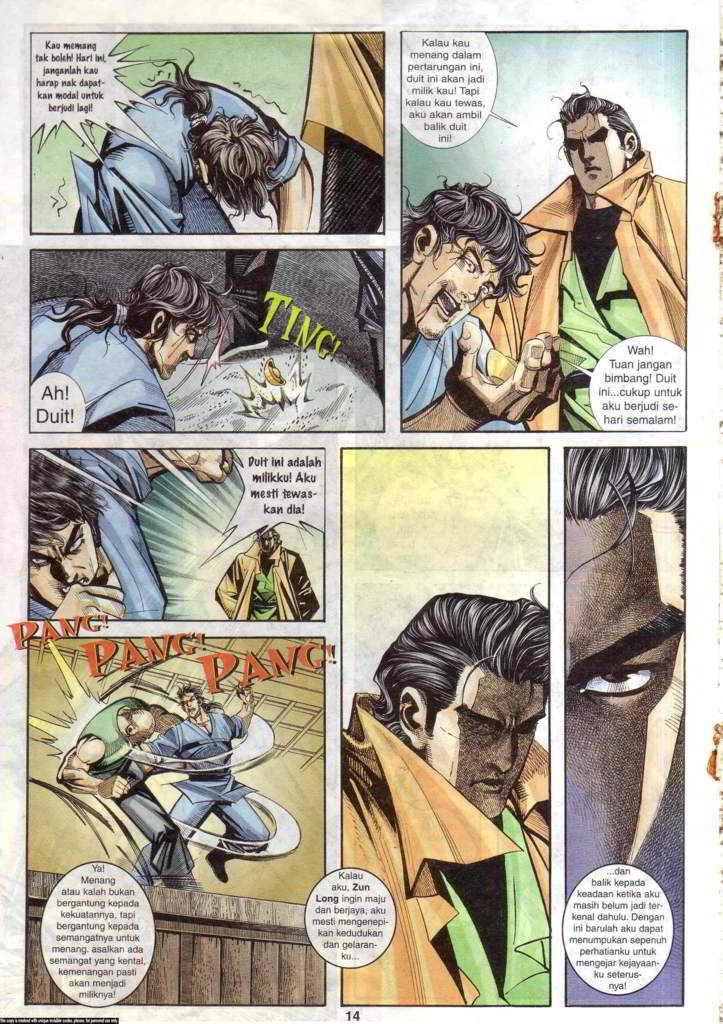 Kau memang
tak boleh! Hari ini,
janganlah kau
harap nak dapat-
kan modal untuk
berjudi lagi!
Kalau kau
menang dalam
pertarungan ini,
duit ini akan jadi
milik kau! Tapi
kalau kau tewas,
aku akan ambil
balik duit
ini!
TING!
Ah!
Duit!
Wah!
Tuan jangan
bimbang! Duit
ini...cukup untuk
aku berjudi se-
hari semalam!
Duit ini adalah
milikku! Aku
mesti tewas-
kan dia!
PANG!
PANG!
PANG!
Ya!
Menang
atau kalah bukan
bergantung kepada
kekuatannya, tapi
bergantung kepada
semangatnya untuk
menang. asalkan ada
semangat yang kental,
kemenangan pasti
akan menjadi
miliknya!
Kalau
aku, Zun
Long ingin maju
dan berjaya, aku
mesti mengenepi-
kan kedudukan
dan gelaran-
ku...
...dan
balik kepada
keadaan ketika aku
masih belum jadi ter-
kenal dahulu. Dengan
ini barulah aku dapat
menumpukan sepenuh
perhatianku untuk
mengejar kejayaan-
ku seterus-
nya!
14